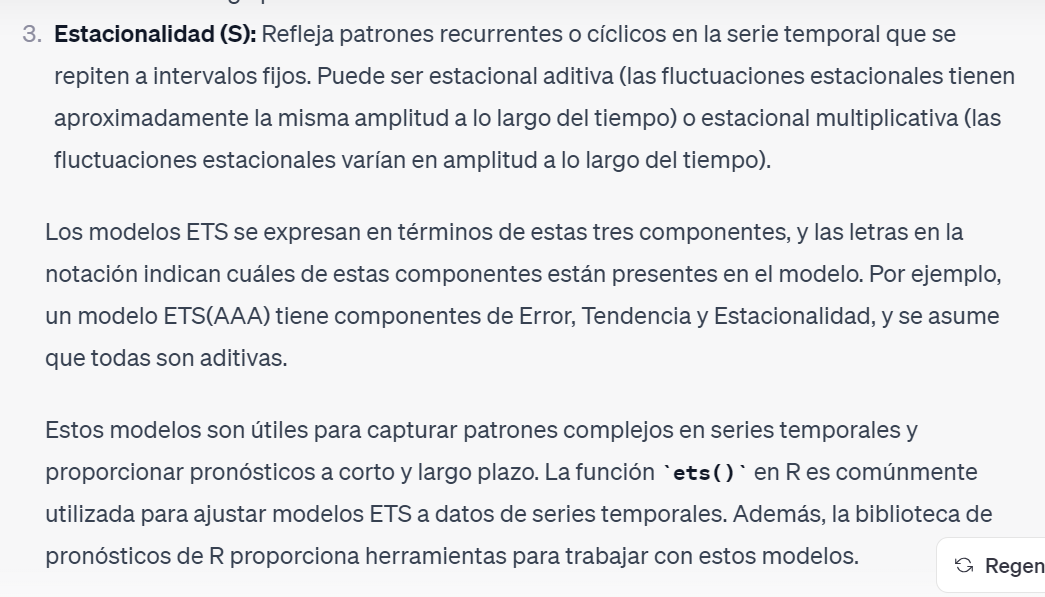 3. Estacionalidad (S): Refleja patrones recurrentes o cíclicos en la serie temporal que se
repiten a intervalos fijos. Puede ser estacional aditiva (las fluctuaciones estacionales tienen
aproximadamente la misma amplitud a lo largo del tiempo) o estacional multiplicativa (las
fluctuaciones estacionales varían en amplitud a lo largo del tiempo).
Los modelos ETS se expresan en términos de estas tres componentes, y las letras en la
notación indican cuáles de estas componentes están presentes en el modelo. Por ejemplo,
un modelo ETS(AAA) tiene componentes de Error, Tendencia y Estacionalidad, y se asume
que todas son aditivas.
Estos modelos son útiles para capturar patrones complejos en series temporales y
proporcionar pronósticos a corto y largo plazo. La función `ets()` en R es comúnmente
utilizada para ajustar modelos ETS a datos de series temporales. Además, la biblioteca de
pronósticos de R proporciona herramientas para trabajar con estos modelos.
Regen